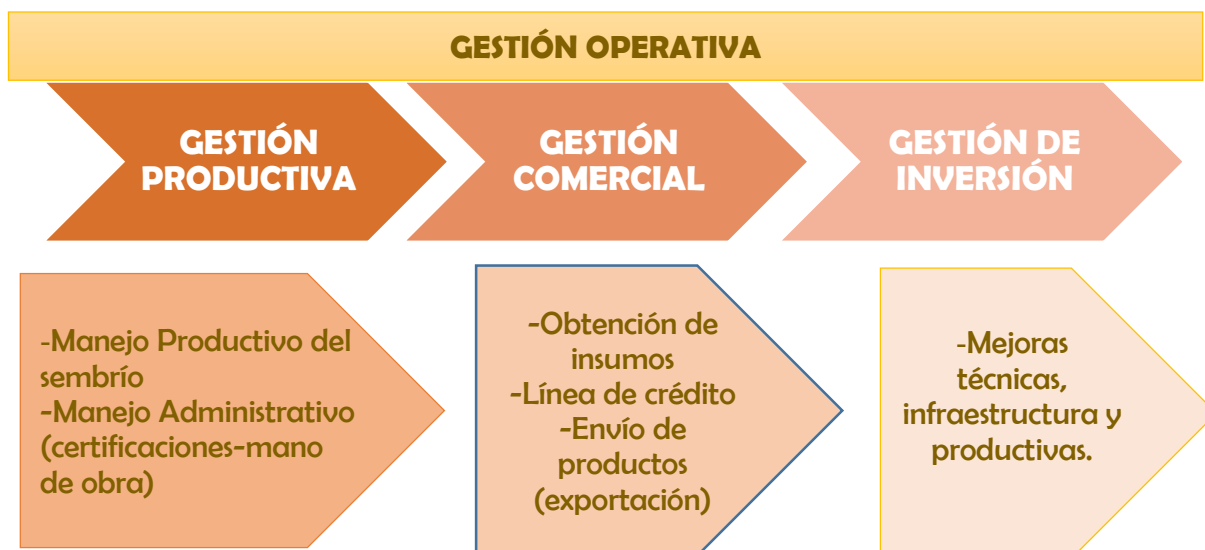 GESTIÓN OPERATIVA
GESTIÓN
PRODUCTIVA
GESTIÓN
COMERCIAL
GESTIÓN DE
INVERSIÓN
-Manejo Productivo del
sembrío
-Manejo Administrativo
(certificaciones-mano
de obra)
-Obtención de
insumos
-Línea de crédito
-Envío de
productos
(exportación)
-Mejoras
técnicas,
infraestructura y
productivas.